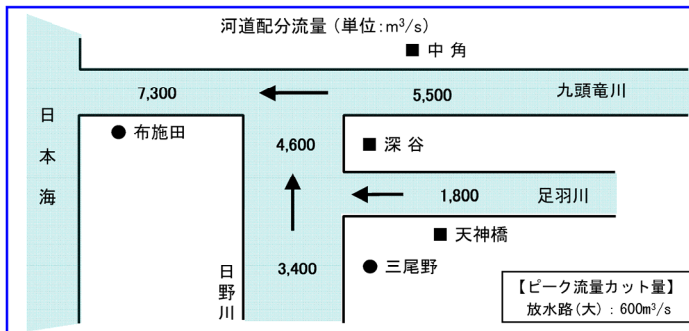 河道配分流量 (単位:m³/s)
■ 中 角
7,300
5,500
九頭竜川
日本海
● 布施田
4,600
■ 深 谷
1,800
足羽川
■ 天神橋
日野川
3,400
● 三尾野
【ピーク流量カット量】
放水路(大) : 600m³/s